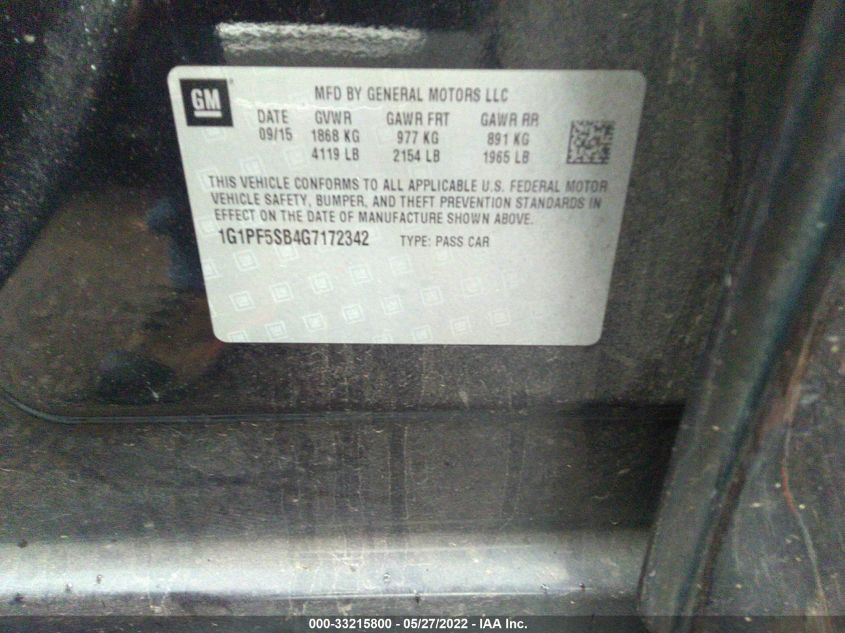 GM
MFD BY GENERAL MOTORS LLC
DATE GVWR GAWR FRT GAWR RR
09/15 1868 KG 977 KG 891 KG
4119 LB 2154 LB 1965 LB
THIS VEHICLE CONFORMS TO ALL APPLICABLE U.S. FEDERAL MOTOR
VEHICLE SAFETY, BUMPER, AND THEFT PREVENTION STANDARDS IN
EFFECT ON THE DATE OF MANUFACTURE SHOWN ABOVE.
1G1PF5SB4G7172342 TYPE: PASS CAR
000-33215800 - 05/27/2022 - IAA Inc.